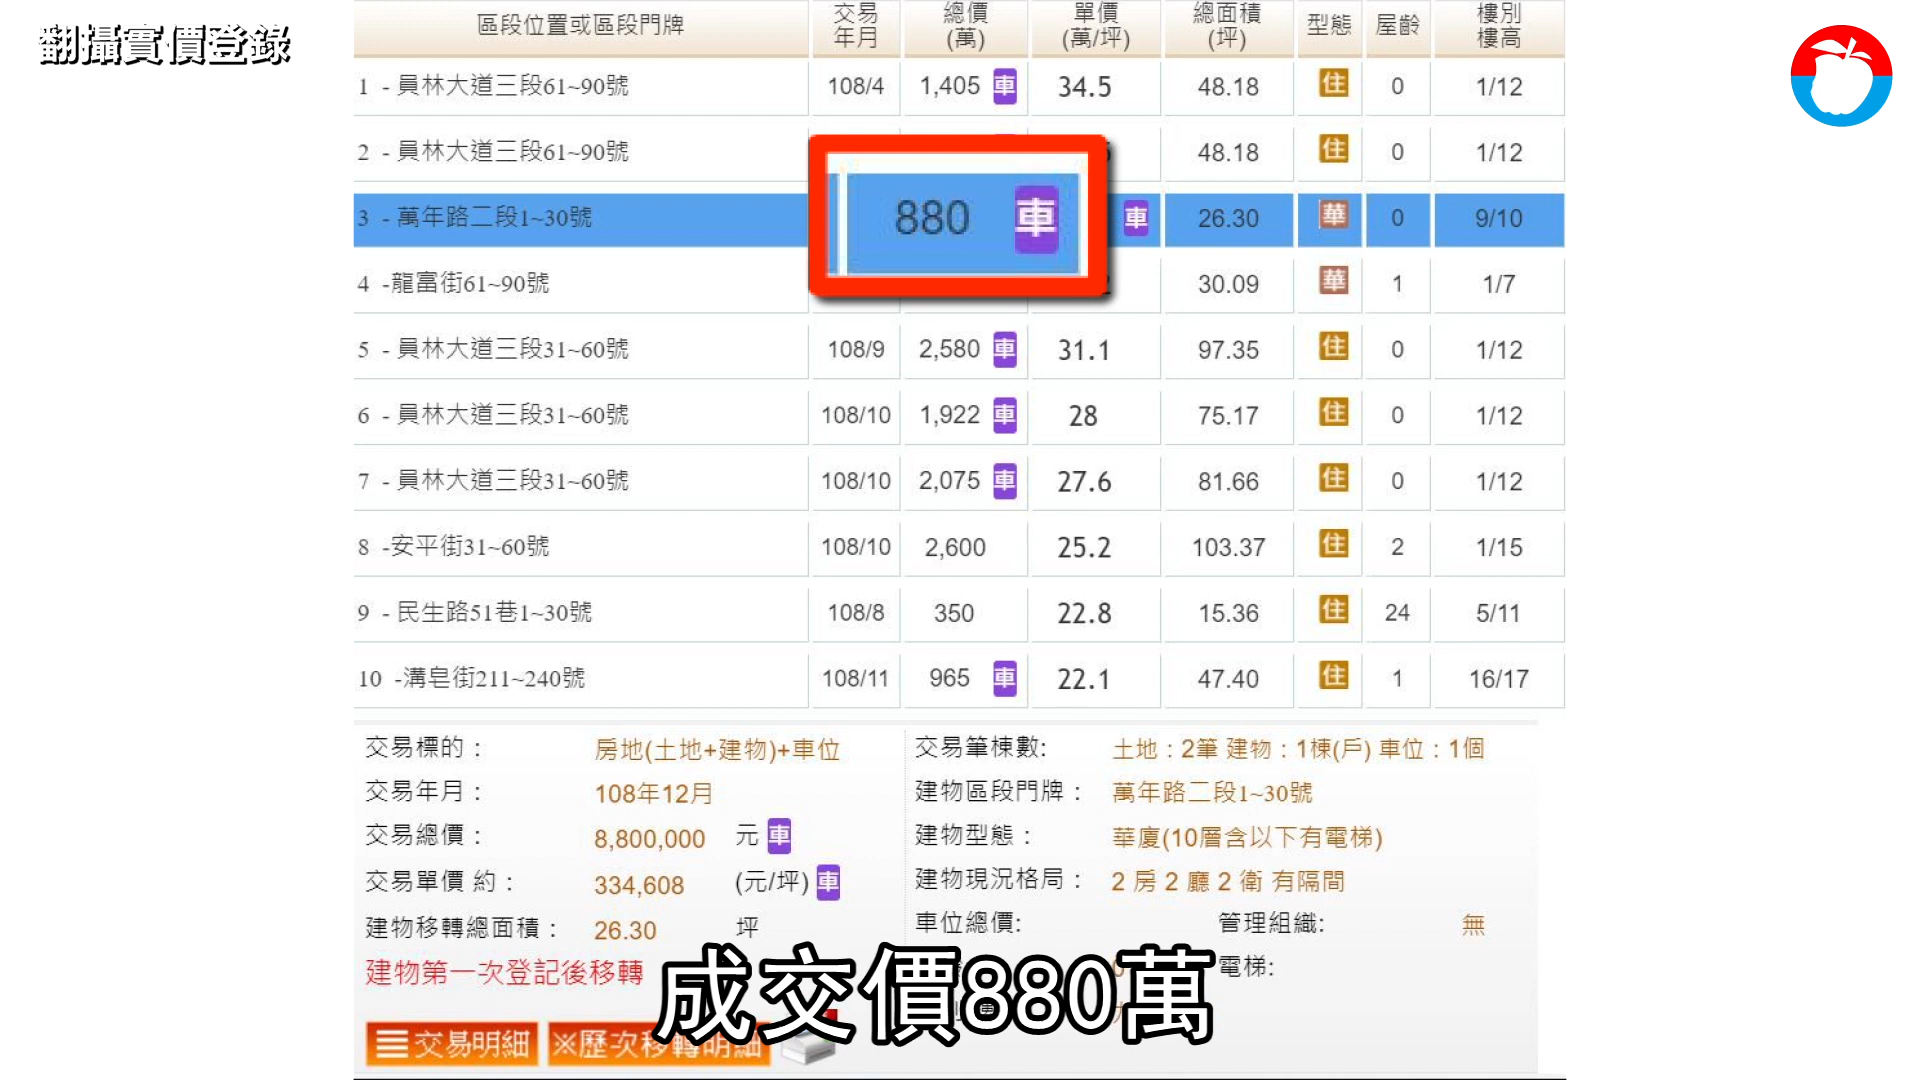 翻攝實價登錄
區段位置或區段門牌 交易年月 總價(萬) 單價(萬/坪) 總面積(坪) 型態 屋齡 樓別樓高
1 - 員林大道三段61~90號 108/4 1,405 車 34.5 48.18 住 0 1/12
2 - 員林大道三段61~90號 48.18 住 0 1/12
3 - 萬年路二段1~30號 880 車 車 26.30 華 0 9/10
4 -龍富街61~90號 30.09 華 1 1/7
5 - 員林大道三段31~60號 108/9 2,580 車 31.1 97.35 住 0 1/12
6 - 員林大道三段31~60號 108/10 1,922 車 28 75.17 住 0 1/12
7 - 員林大道三段31~60號 108/10 2,075 車 27.6 81.66 住 0 1/12
8 -安平街31~60號 108/10 2,600 25.2 103.37 住 2 1/15
9 - 民生路51巷1~30號 108/8 350 22.8 15.36 住 24 5/11
10 -溝皂街211~240號 108/11 965 車 22.1 47.40 住 1 16/17
交易標的： 房地(土地+建物)+車位 交易筆棟數: 土地：2筆 建物：1棟(戶) 車位：1個
交易年月： 108年12月 建物區段門牌： 萬年路二段1~30號
交易總價： 8,800,000 元 車 建物型態： 華廈(10層含以下有電梯)
交易單價 約： 334,608 (元/坪) 車 建物現況格局： 2 房 2 廳 2 衛 有隔間
建物移轉總面積： 26.30 坪 車位總價: 管理組織: 無
建物第一次登記後移轉 電梯:
成交價880萬
交易明細 ※歷次移轉明細